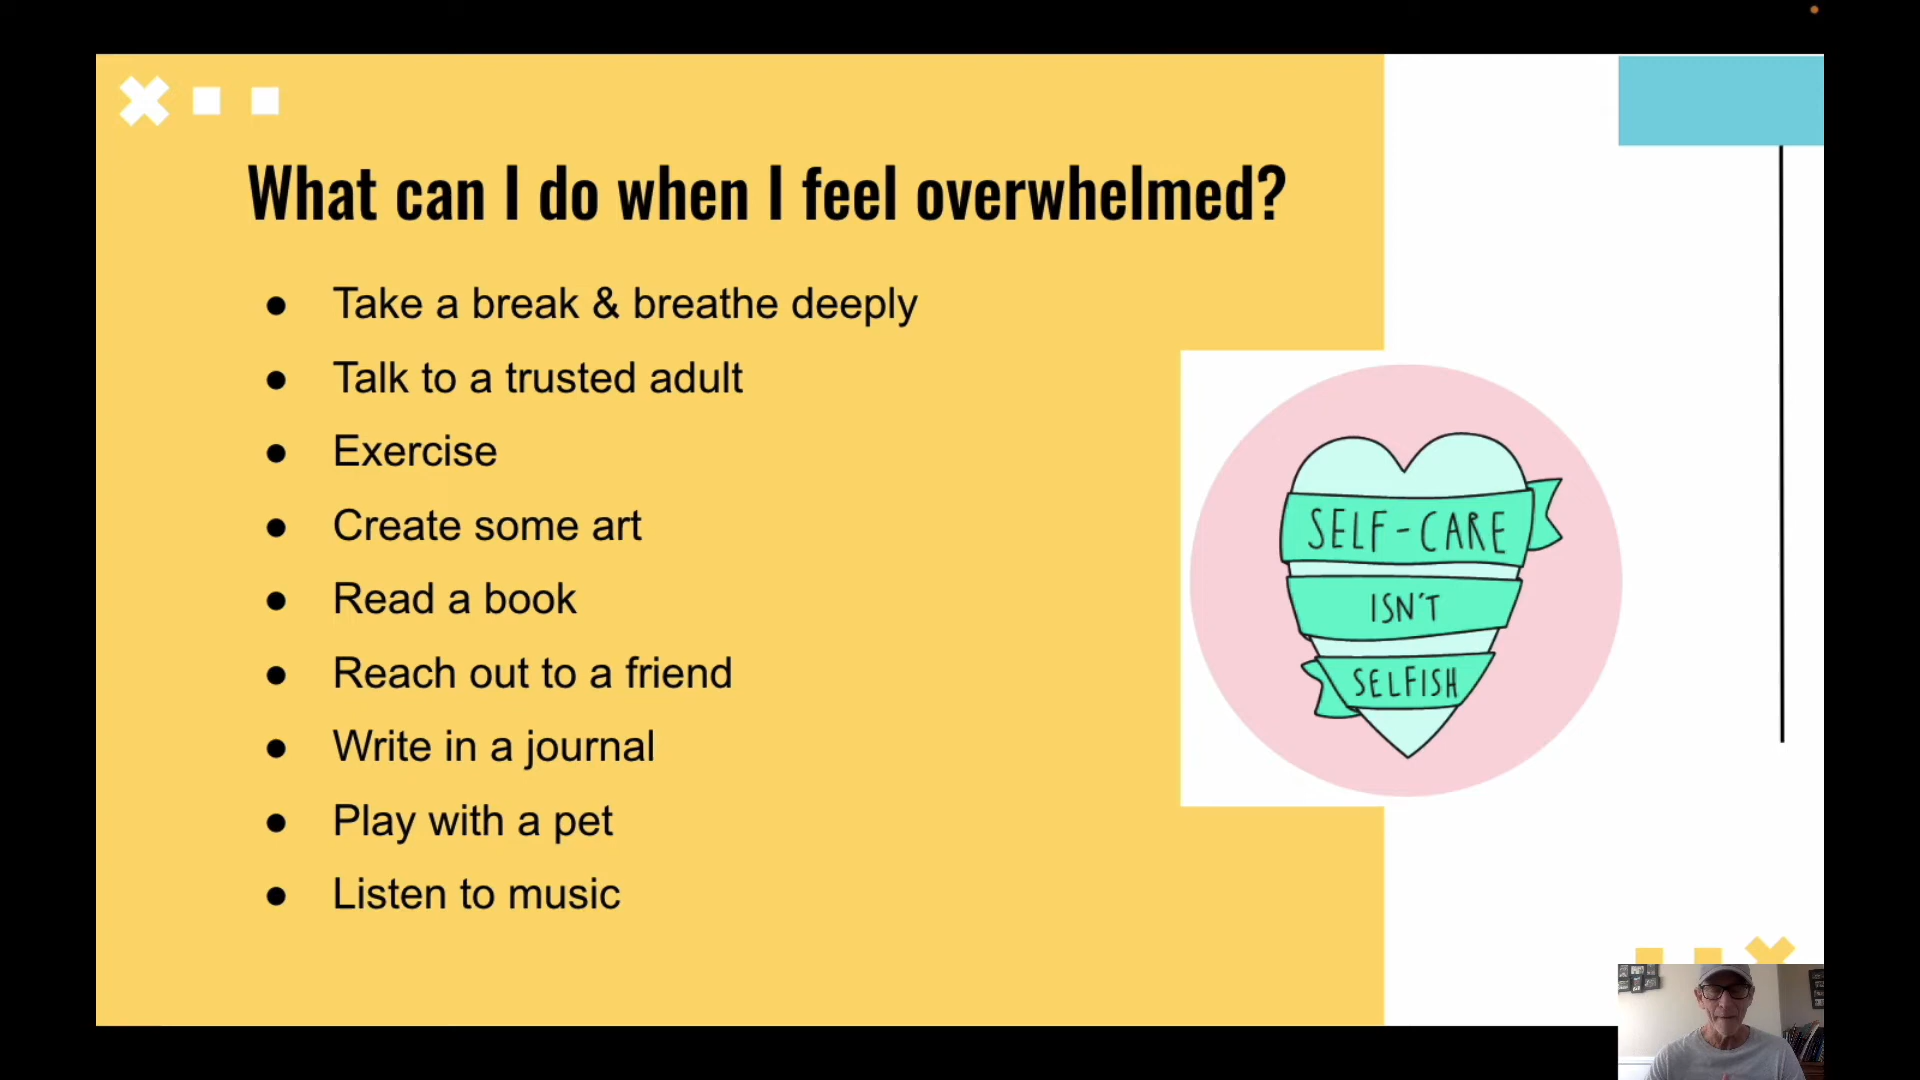 What can I do when I feel overwhelmed?
● Take a break & breathe deeply
● Talk to a trusted adult
● Exercise
● Create some art
● Read a book
● Reach out to a friend
● Write in a journal
● Play with a pet
● Listen to music
SELF-CARE
ISN'T
SELFISH